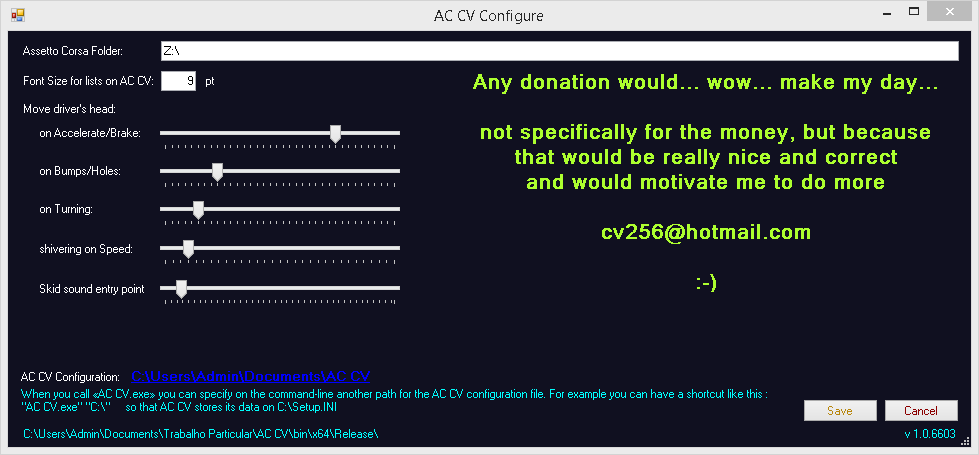 AC CV Configure
Assetto Corsa Folder: Z:\
Font Size for lists on AC CV: 9 pt
Any donation would... wow... make my day...
Move driver's head:
not specifically for the money, but because
on Accelerate/Brake:
that would be really nice and correct
on Bumps/Holes:
and would motivate me to do more
on Turning:
cv256@hotmail.com
shivering on Speed:
:-)
Skid sound entry point
AC CV Configuration: C:\Users\Admin\Documents\AC CV
When you call «AC CV.exe» you can specify on the command-line another path for the AC CV configuration file. For example you can have a shortcut like this :
"AC CV.exe" "C:\" so that AC CV stores its data on C:\Setup.INI
Save Cancel
C:\Users\Admin\Documents\Trabalho Particular\AC CV\bin\x64\Release\ v 1.0.6603